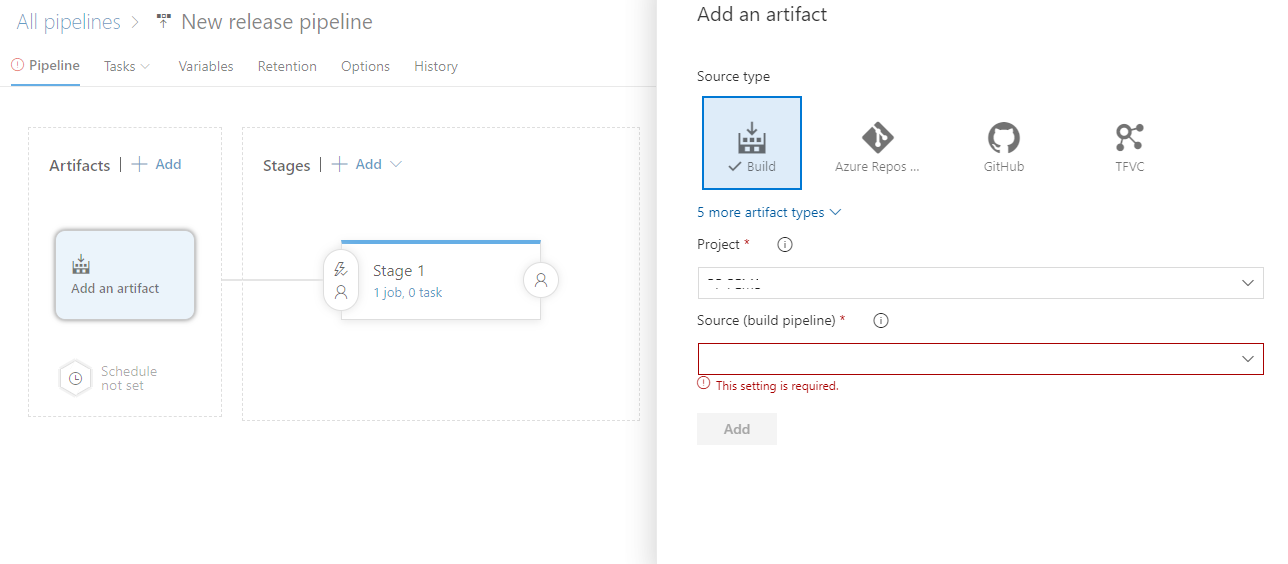 All pipelines > New release pipeline
Pipeline Tasks Variables Retention Options History
Artifacts | + Add
Add an artifact
Schedule
not set
Stages | + Add
Stage 1
1 job, 0 task
Add an artifact
Source type
Build
Azure Repos ...
GitHub
TFVC
5 more artifact types
Project *
Source (build pipeline) *
This setting is required.
Add